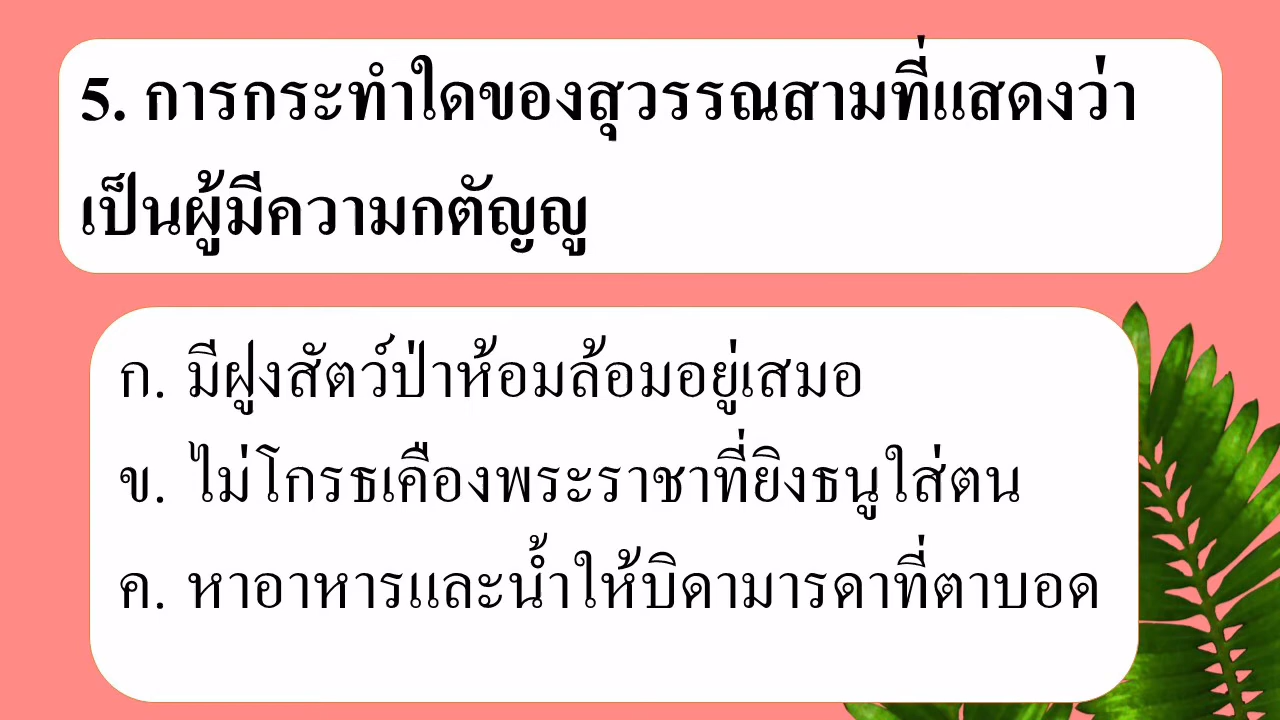 5. การกระทำใดของสุวรรณสามที่แสดงว่า
เป็นผู้มีความกตัญญู
ก. มีฝูงสัตว์ป่าห้อมล้อมอยู่เสมอ
ข. ไม่โกรธเคืองพระราชาที่ยิงธนูใส่ตน
ค. หาอาหารและน้ำให้บิดามารดาที่ตาบอด